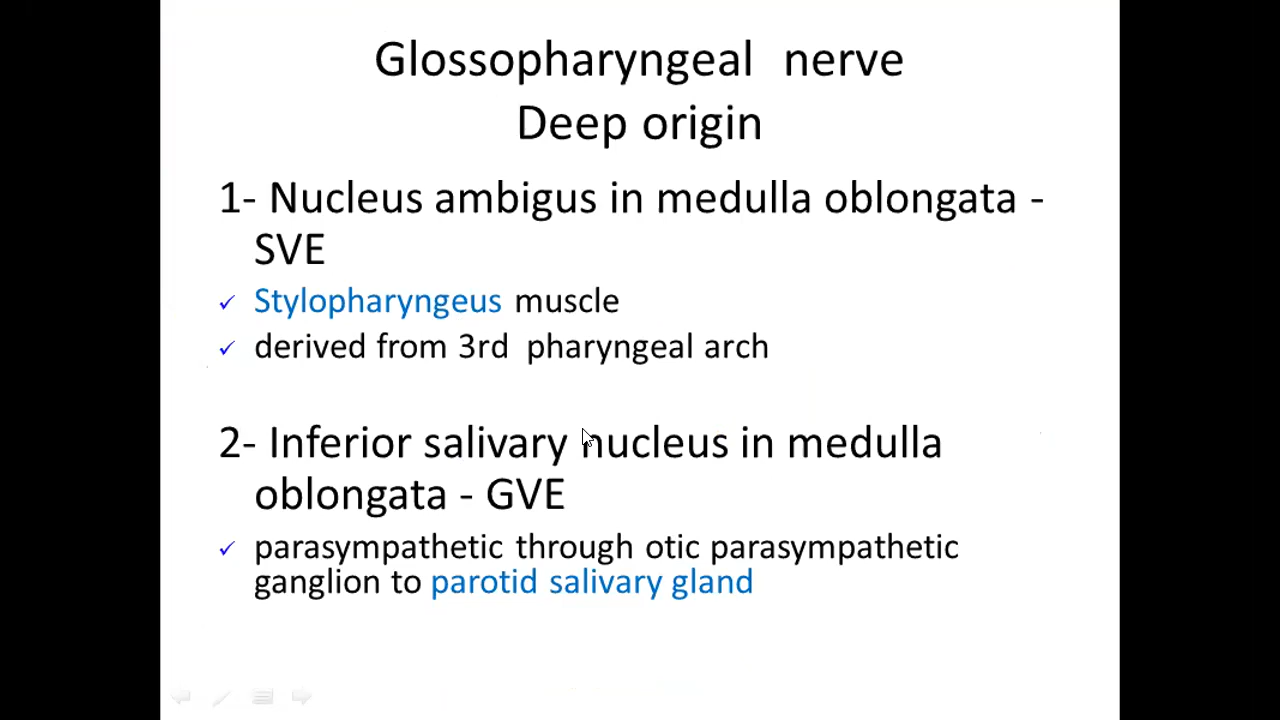 Glossopharyngeal nerve
Deep origin
1- Nucleus ambigus in medulla oblongata -
SVE
✓ Stylopharyngeus muscle
✓ derived from 3rd pharyngeal arch
2- Inferior salivary nucleus in medulla
oblongata - GVE
✓ parasympathetic through otic parasympathetic
ganglion to parotid salivary gland